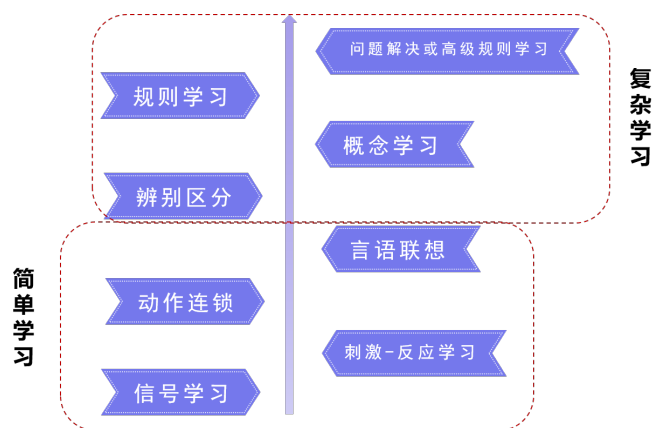 问题解决或高级规则学习
规则学习
概念学习
辨别区分
复杂学习
言语联想
动作连锁
刺激-反应学习
信号学习
简单学习